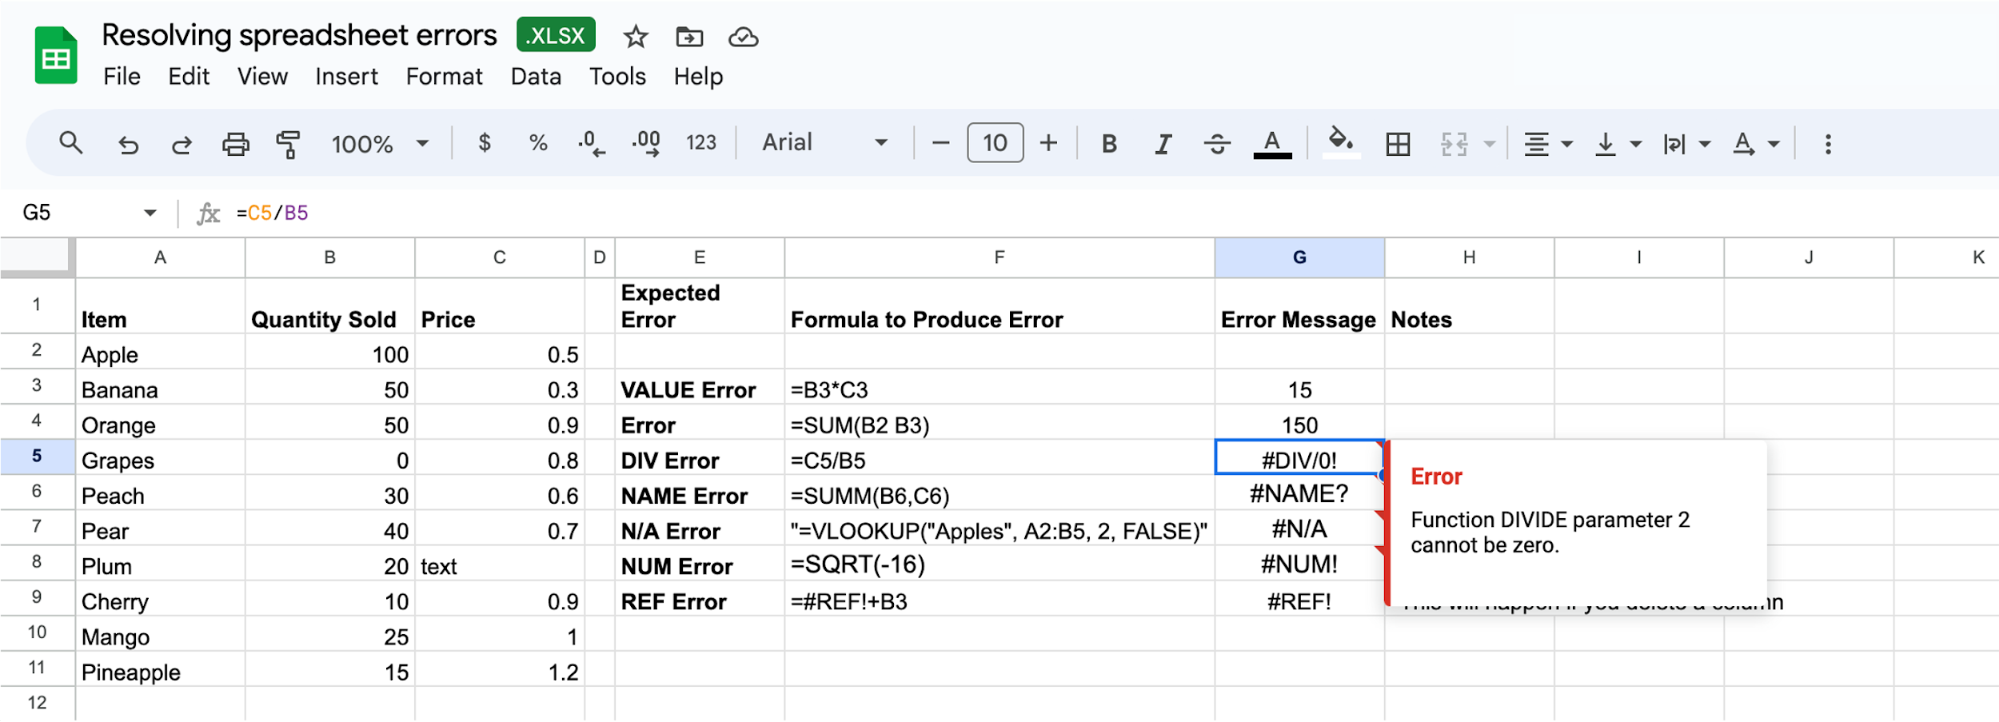 Resolving spreadsheet errors .XLSX
File Edit View Insert Format Data Tools Help
100% $ % .0 .00 123 Arial 10 B I A A
G5 fx =C5/B5
A B C D E F G H I J K
1 Item Quantity Sold Price Expected Error Formula to Produce Error Error Message Notes
2 Apple 100 0.5
3 Banana 50 0.3 VALUE Error =B3*C3 15
4 Orange 50 0.9 Error =SUM(B2 B3) 150
5 Grapes 0 0.8 DIV Error =C5/B5 #DIV/0!
Error
Function DIVIDE parameter 2
cannot be zero.
6 Peach 30 0.6 NAME Error =SUMM(B6,C6) #NAME?
7 Pear 40 0.7 N/A Error "=VLOOKUP("Apples", A2:B5, 2, FALSE)" #N/A
8 Plum 20 text NUM Error =SQRT(-16) #NUM!
9 Cherry 10 0.9 REF Error =#REF!+B3 #REF! This will happen if you delete a column
10 Mango 25 1
11 Pineapple 15 1.2
12